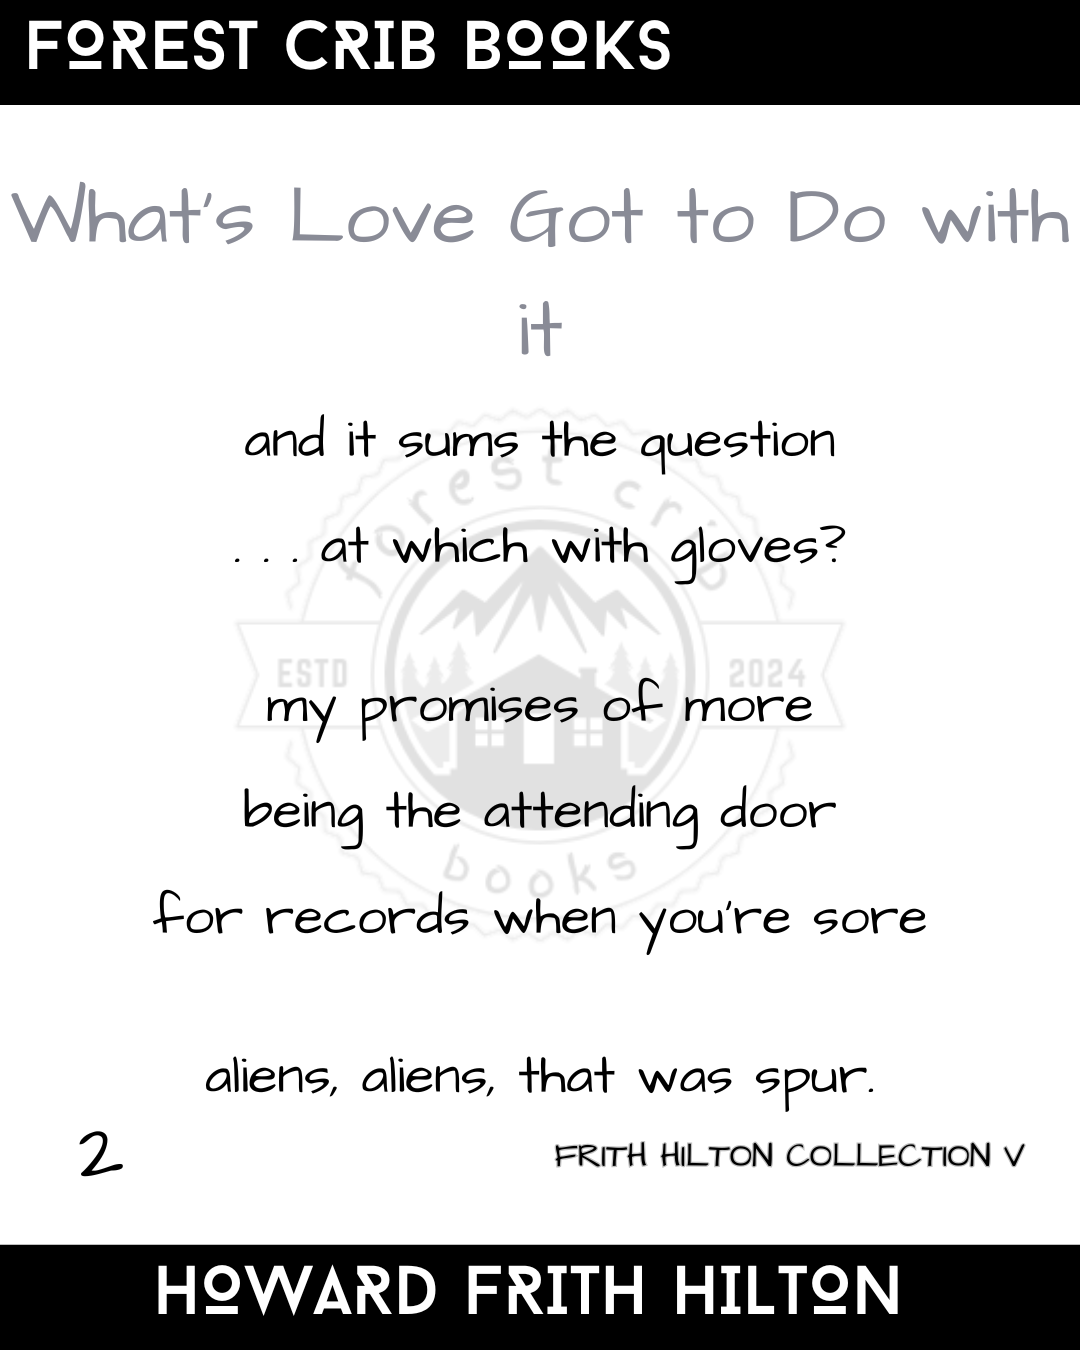 FOREST CRIB BOOKS
What's Love Got to Do with
it
and it sums the question
. . . at which with gloves?
forest crib
ESTD 2024
my promises of more
being the attending door
books
for records when you're sore
aliens, aliens, that was spur.
2
FRITH HILTON COLLECTION V
HOWARD FRITH HILTON